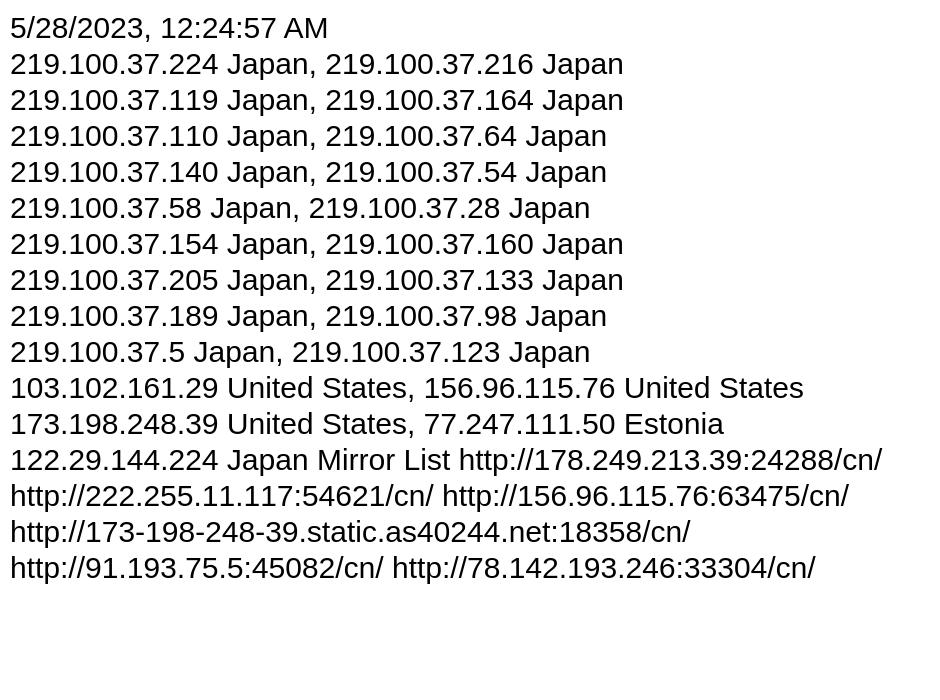 5/28/2023, 12:24:57 AM
219.100.37.224 Japan, 219.100.37.216 Japan
219.100.37.119 Japan, 219.100.37.164 Japan
219.100.37.110 Japan, 219.100.37.64 Japan
219.100.37.140 Japan, 219.100.37.54 Japan
219.100.37.58 Japan, 219.100.37.28 Japan
219.100.37.154 Japan, 219.100.37.160 Japan
219.100.37.205 Japan, 219.100.37.133 Japan
219.100.37.189 Japan, 219.100.37.98 Japan
219.100.37.5 Japan, 219.100.37.123 Japan
103.102.161.29 United States, 156.96.115.76 United States
173.198.248.39 United States, 77.247.111.50 Estonia
122.29.144.224 Japan Mirror List http://178.249.213.39:24288/cn/
http://222.255.11.117:54621/cn/ http://156.96.115.76:63475/cn/
http://173-198-248-39.static.as40244.net:18358/cn/
http://91.193.75.5:45082/cn/ http://78.142.193.246:33304/cn/